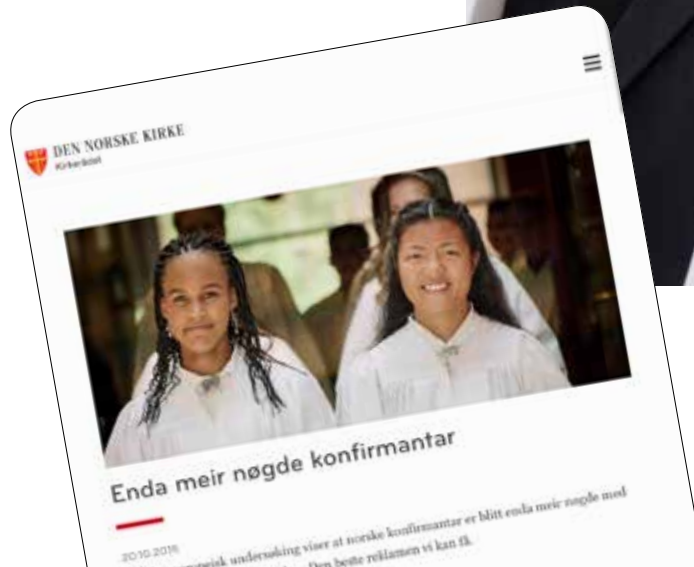 DEN NORSKE KIRKE
Kirkerådet
Enda meir nøgde konfirmantar
20.10.2016
undersøking viser at norske konfirmantar er blitt enda meir nøgde med
Den beste reklamen vi kan få.